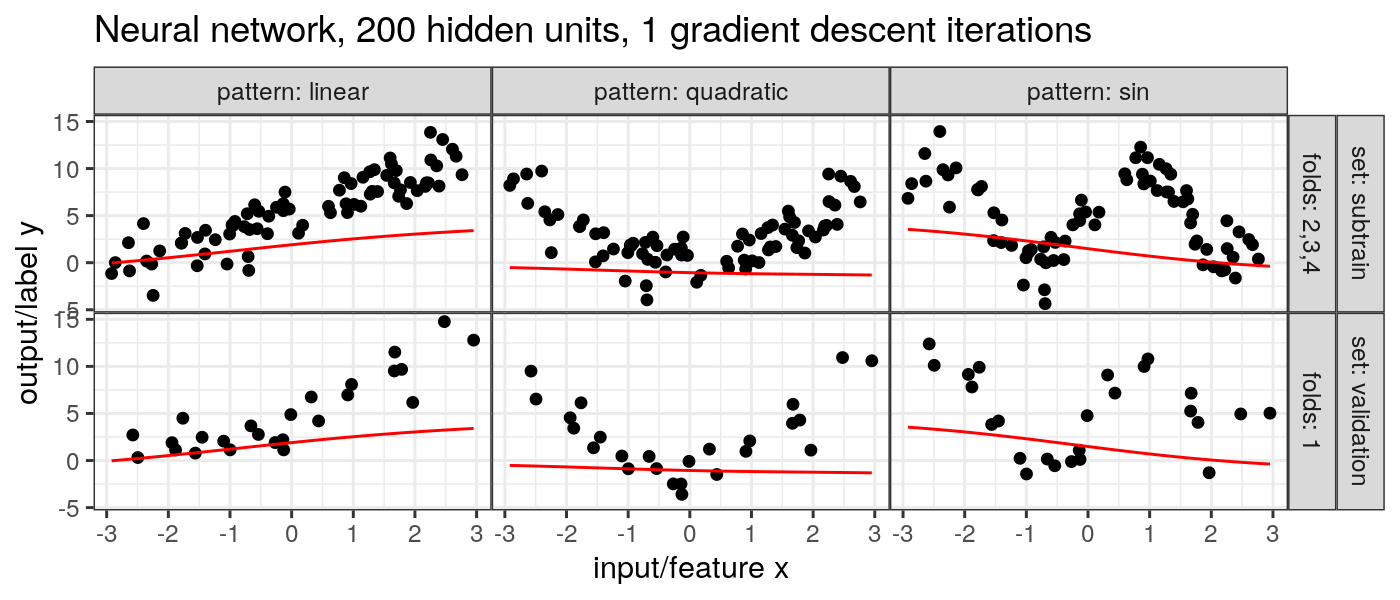 Neural network, 200 hidden units, 1 gradient descent iterations
pattern: linear
pattern: quadratic
pattern: sin
15
10
5
0
-5
15
10
5
0
-5
output/label y
folds: 2,3,4
set: subtrain
folds: 1
set: validation
-3 -2 -1 0 1 2 3
-3 -2 -1 0 1 2 3
-3 -2 -1 0 1 2 3
input/feature x